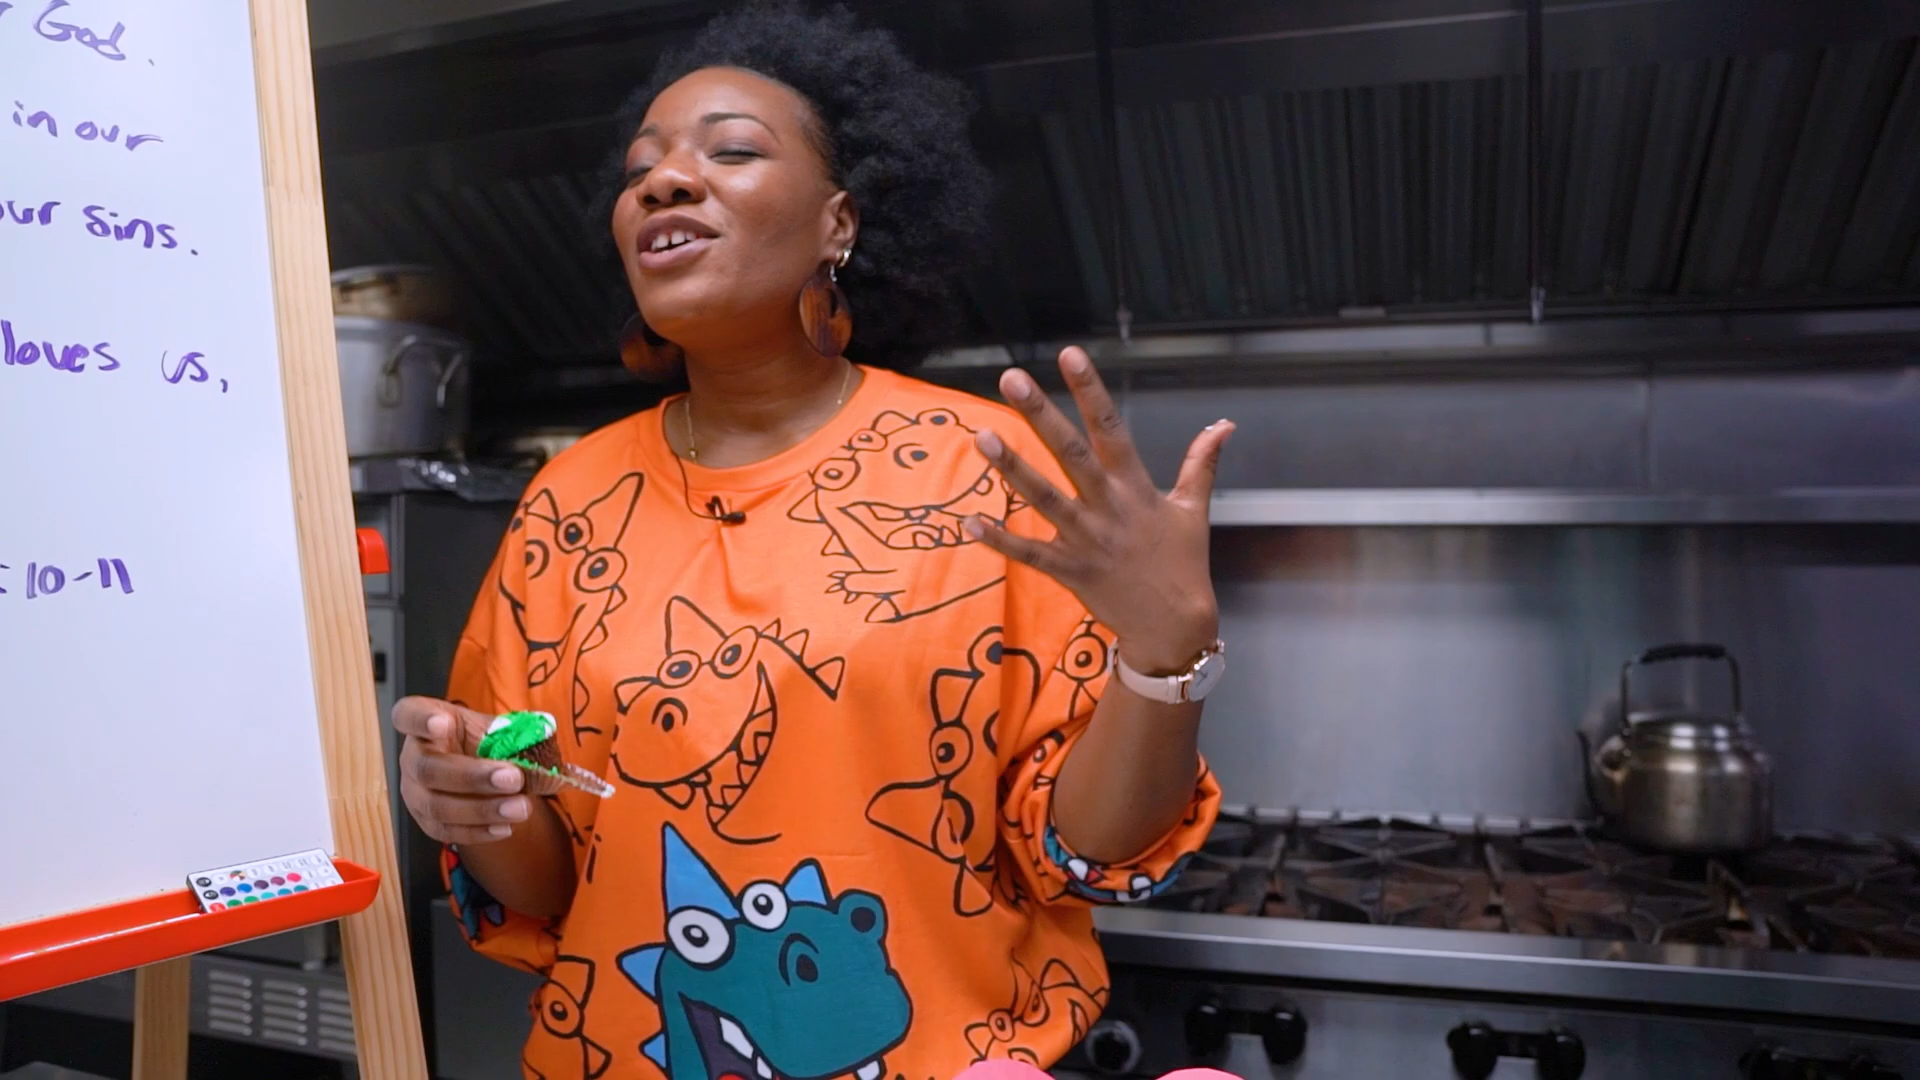 God.
in our
our sins.
loves us,
: 10-11